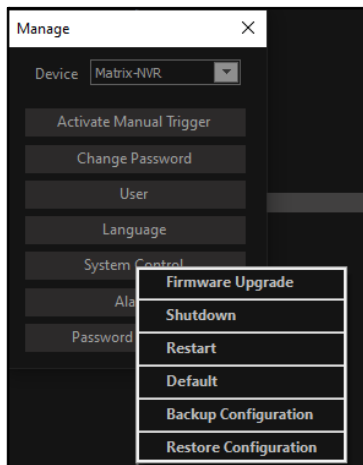 Manage
Device Matrix-NVR
Activate Manual Trigger
Change Password
User
Language
System Control
Firmware Upgrade
Ala
Shutdown
Password
Restart
Default
Backup Configuration
Restore Configuration